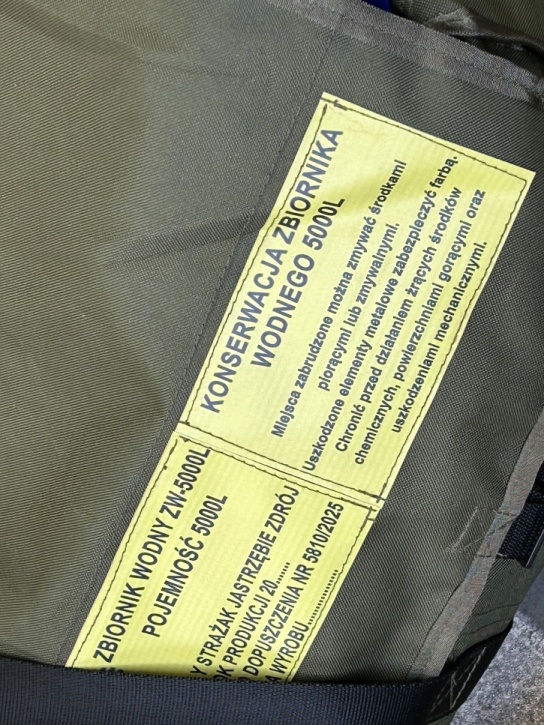 KONSERWACJA ZBIORNIKA
WODNEGO 5000L
Miejsca zabrudzone można zmywać środkami
piorącymi lub zmywalnymi.
Uszkodzone elementy metalowe zabezpieczyć farbą.
Chronić przed działaniem żrących środków
chemicznych, powierzchniami gorącymi oraz
uszkodzeniami mechanicznymi.
ZBIORNIK WODNY ZW-5000L
POJEMNOŚĆ 5000L
STRAŻAK JASTRZĘBIE ZDRÓJ
PRODUKCJI 20.......
DOPUSZCZENIA NR 5810/2025
WYROBU...............